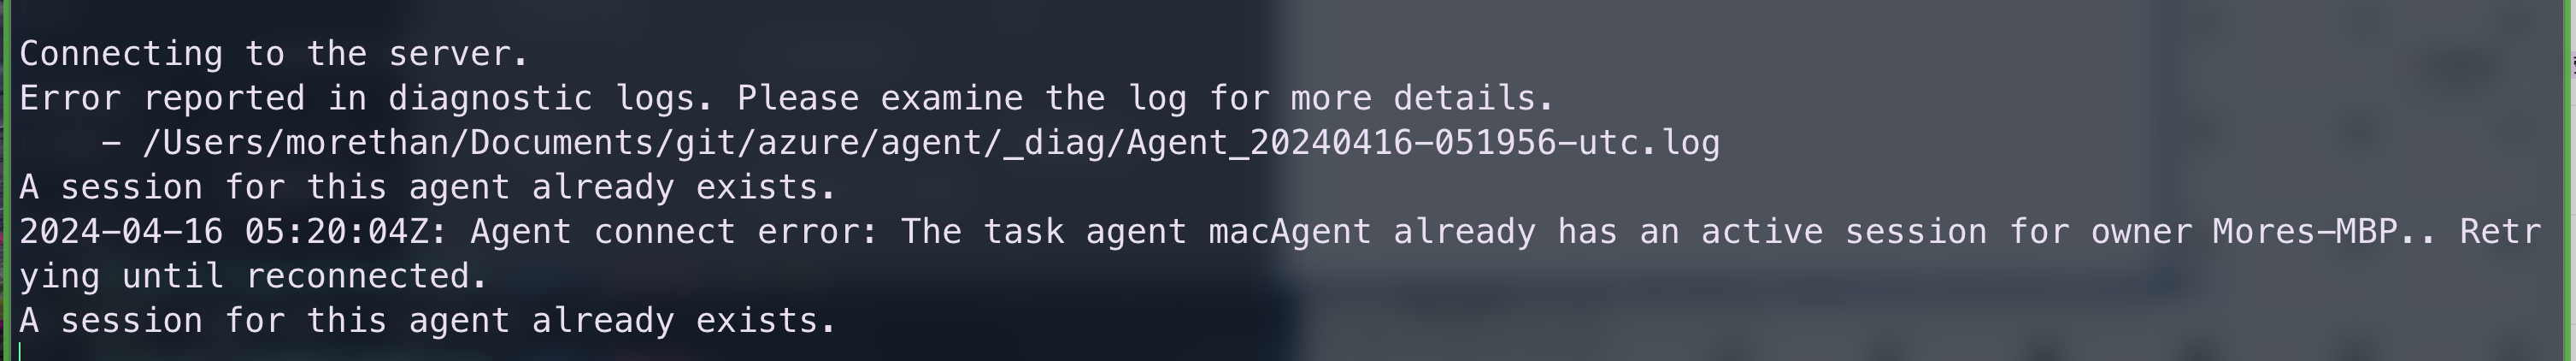 Connecting to the server.
Error reported in diagnostic logs. Please examine the log for more details.
    - /Users/morethan/Documents/git/azure/agent/_diag/Agent_20240416-051956-utc.log
A session for this agent already exists.
2024-04-16 05:20:04Z: Agent connect error: The task agent macAgent already has an active session for owner Mores-MBP.. Retr
ying until reconnected.
A session for this agent already exists.